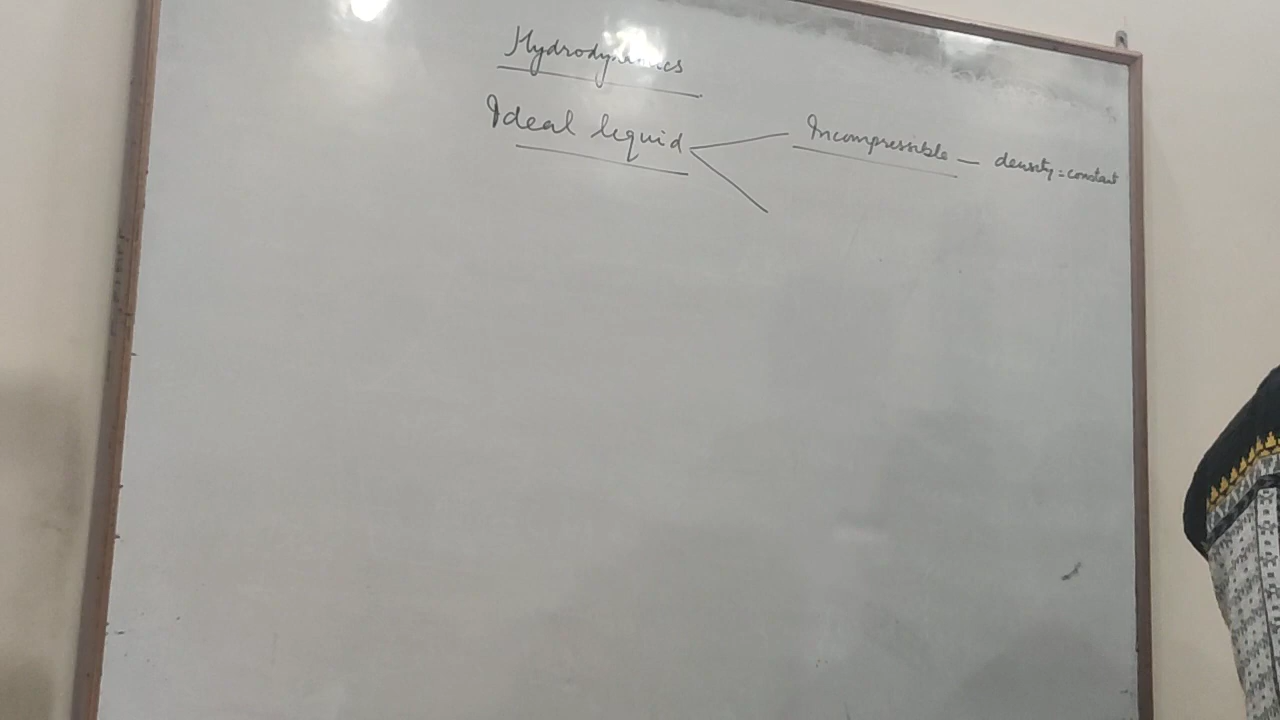 Hydrodynamics
Ideal liquid
Incompressible — density = constant